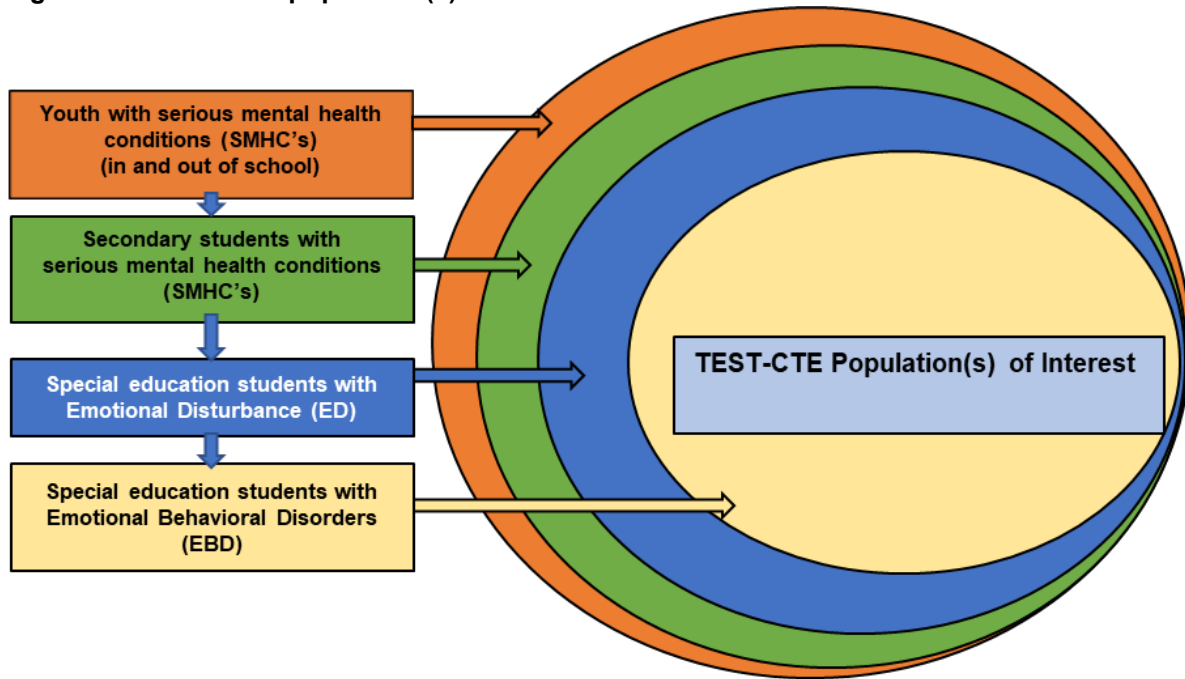 Youth with serious mental health
conditions (SMHC's)
(in and out of school)
Secondary students with
serious mental health conditions
(SMHC's)
Special education students with
Emotional Disturbance (ED)
Special education students with
Emotional Behavioral Disorders
(EBD)
TEST-CTE Population(s) of Interest